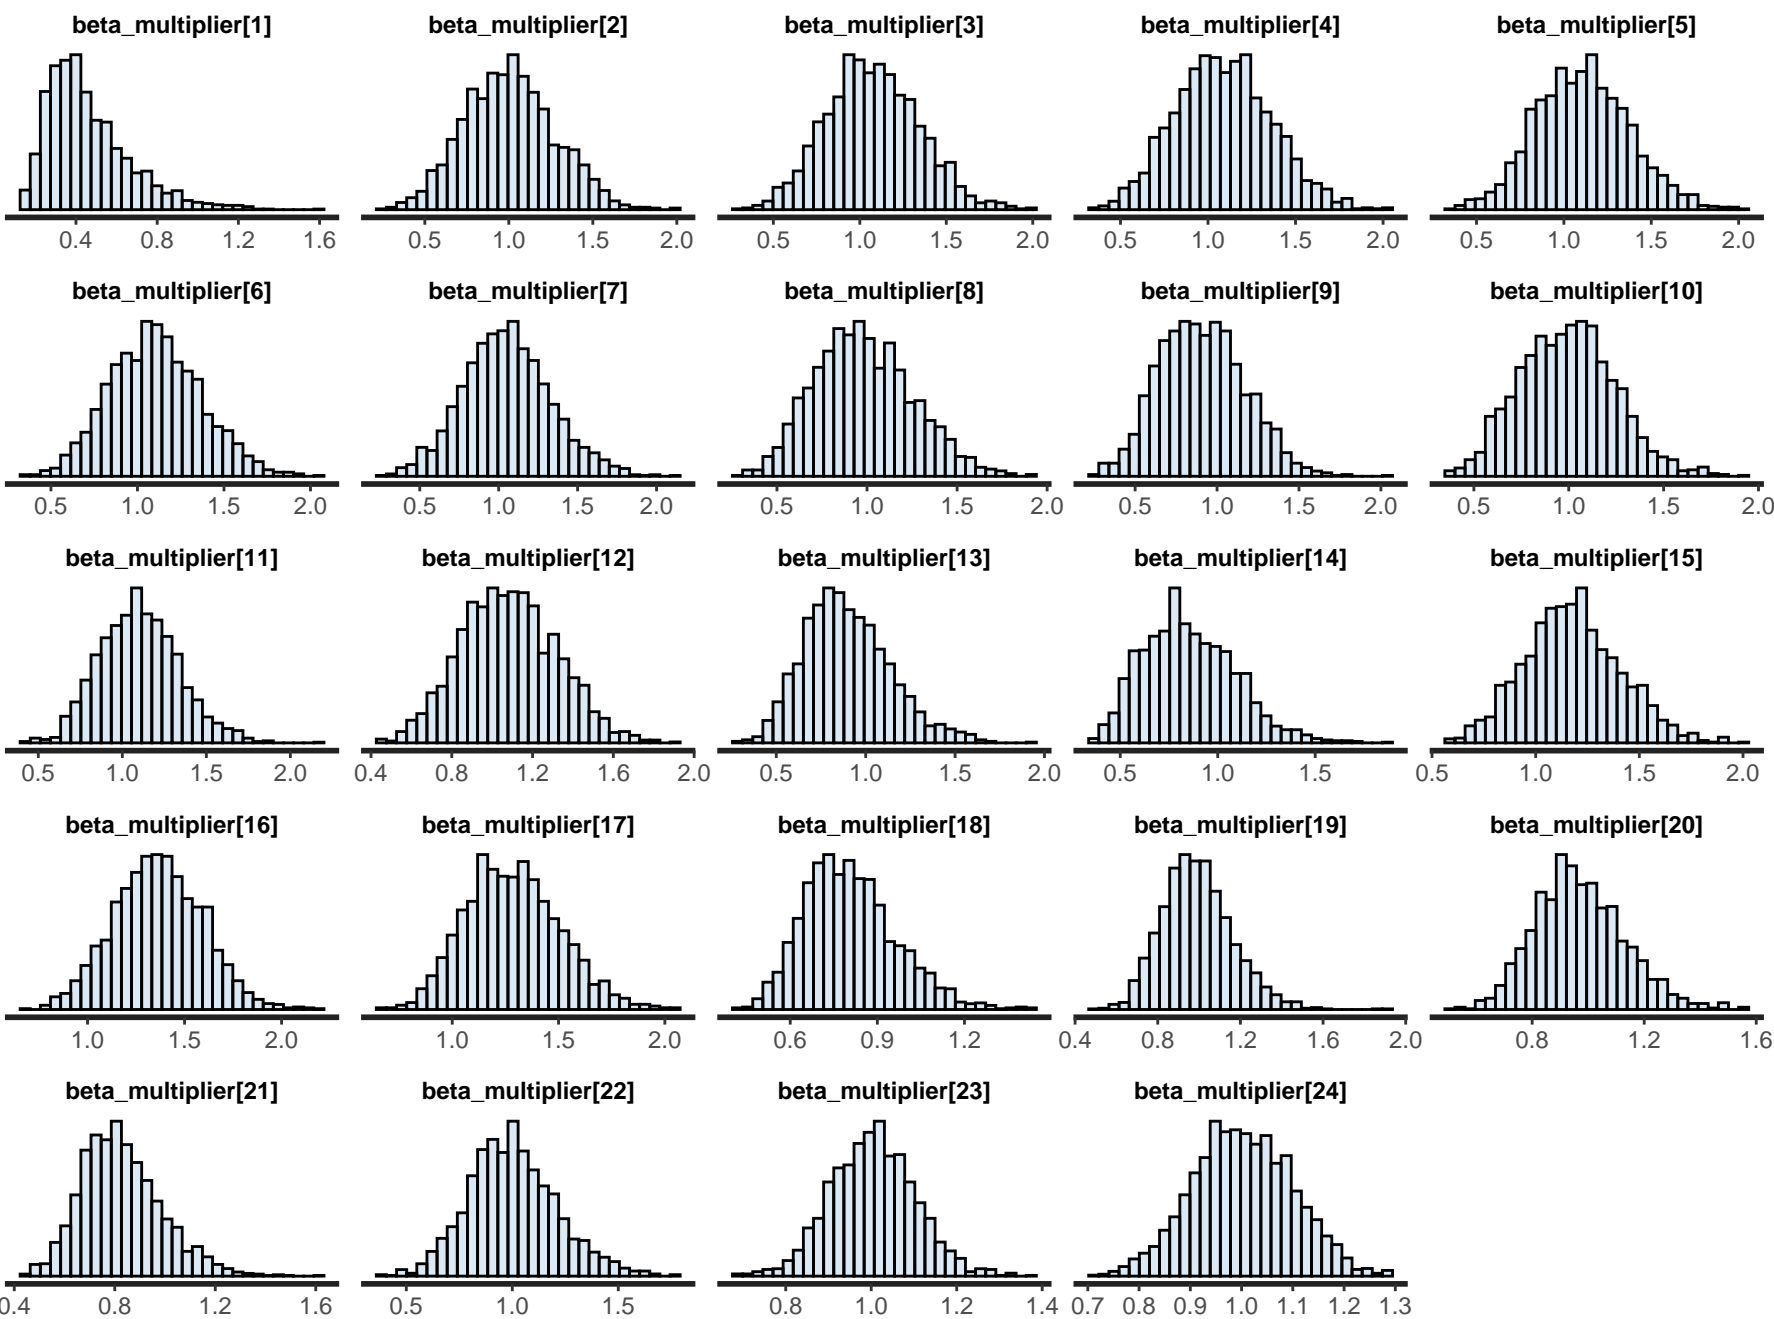 beta_multiplier[1] beta_multiplier[2] beta_multiplier[3] beta_multiplier[4] beta_multiplier[5]
0.4 0.8 1.2 1.6 0.5 1.0 1.5 2.0 0.5 1.0 1.5 2.0 0.5 1.0 1.5 2.0 0.5 1.0 1.5 2.0
beta_multiplier[6] beta_multiplier[7] beta_multiplier[8] beta_multiplier[9] beta_multiplier[10]
0.5 1.0 1.5 2.0 0.5 1.0 1.5 2.0 0.5 1.0 1.5 2.0 0.5 1.0 1.5 2.0 0.5 1.0 1.5 2.0
beta_multiplier[11] beta_multiplier[12] beta_multiplier[13] beta_multiplier[14] beta_multiplier[15]
0.5 1.0 1.5 2.0 0.4 0.8 1.2 1.6 2.0 0.5 1.0 1.5 2.0 0.5 1.0 1.5 0.5 1.0 1.5 2.0
beta_multiplier[16] beta_multiplier[17] beta_multiplier[18] beta_multiplier[19] beta_multiplier[20]
1.0 1.5 2.0 1.0 1.5 2.0 0.6 0.9 1.2 0.4 0.8 1.2 1.6 2.0 0.8 1.2 1.6
beta_multiplier[21] beta_multiplier[22] beta_multiplier[23] beta_multiplier[24]
0.4 0.8 1.2 1.6 0.5 1.0 1.5 0.8 1.0 1.2 1.4 0.7 0.8 0.9 1.0 1.1 1.2 1.3